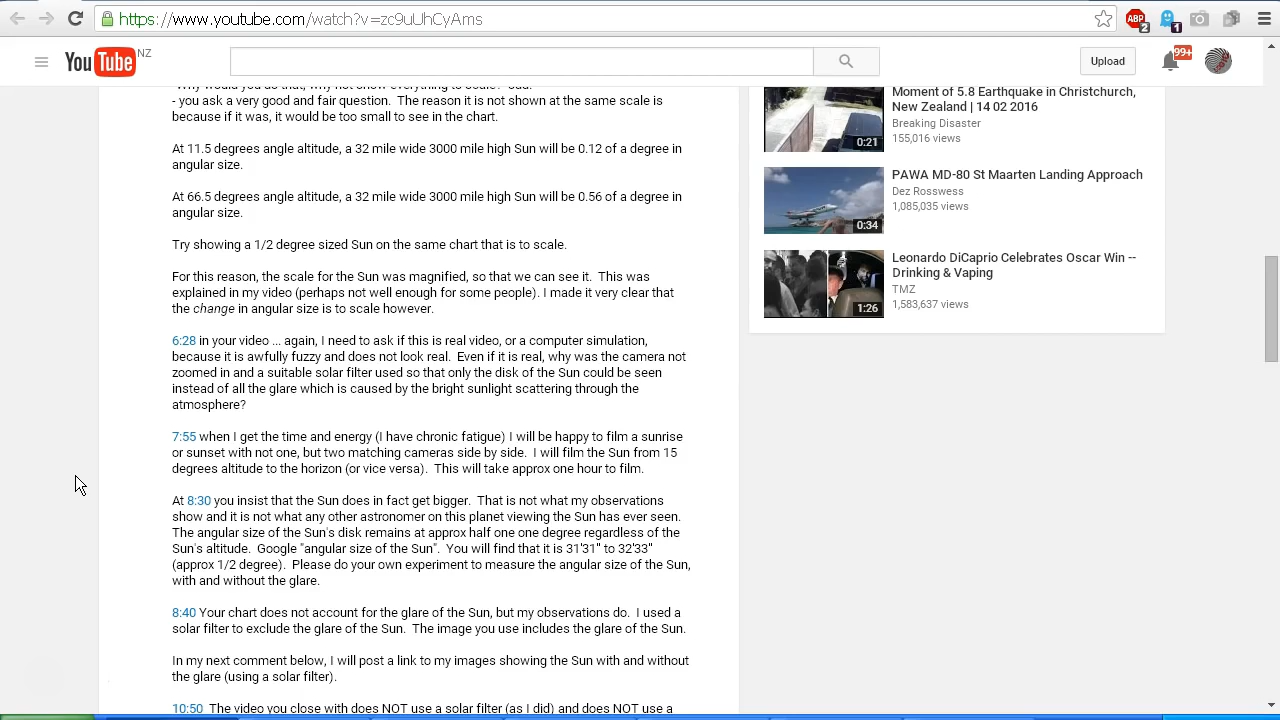 https://www.youtube.com/watch?v=zc9uUhCyAms
ABP
2
1
YouTube NZ
Upload
99+
- you ask a very good and fair question. The reason it is not shown at the same scale is
because if it was, it would be too small to see in the chart.
At 11.5 degrees angle altitude, a 32 mile wide 3000 mile high Sun will be 0.12 of a degree in
angular size.
At 66.5 degrees angle altitude, a 32 mile wide 3000 mile high Sun will be 0.56 of a degree in
angular size.
Try showing a 1/2 degree sized Sun on the same chart that is to scale.
For this reason, the scale for the Sun was magnified, so that we can see it. This was
explained in my video (perhaps not well enough for some people). I made it very clear that
the change in angular size is to scale however.
6:28 in your video ... again, I need to ask if this is real video, or a computer simulation,
because it is awfully fuzzy and does not look real. Even if it is real, why was the camera not
zoomed in and a suitable solar filter used so that only the disk of the Sun could be seen
instead of all the glare which is caused by the bright sunlight scattering through the
atmosphere?
7:55 when I get the time and energy (I have chronic fatigue) I will be happy to film a sunrise
or sunset with not one, but two matching cameras side by side. I will film the Sun from 15
degrees altitude to the horizon (or vice versa). This will take approx one hour to film.
At 8:30 you insist that the Sun does in fact get bigger. That is not what my observations
show and it is not what any other astronomer on this planet viewing the Sun has ever seen.
The angular size of the Sun's disk remains at approx half one one degree regardless of the
Sun's altitude. Google "angular size of the Sun". You will find that it is 31'31" to 32'33"
(approx 1/2 degree). Please do your own experiment to measure the angular size of the Sun,
with and without the glare.
8:40 Your chart does not account for the glare of the Sun, but my observations do. I used a
solar filter to exclude the glare of the Sun. The image you use includes the glare of the Sun.
In my next comment below, I will post a link to my images showing the Sun with and without
the glare (using a solar filter).
10:50 The video you close with does NOT use a solar filter (as I did) and does NOT use a
Moment of 5.8 Earthquake in Christchurch,
New Zealand | 14 02 2016
Breaking Disaster
155,016 views
0:21
PAWA MD-80 St Maarten Landing Approach
Dez Rosswess
1,085,035 views
0:34
Leonardo DiCaprio Celebrates Oscar Win --
Drinking & Vaping
TMZ
1,583,637 views
1:26